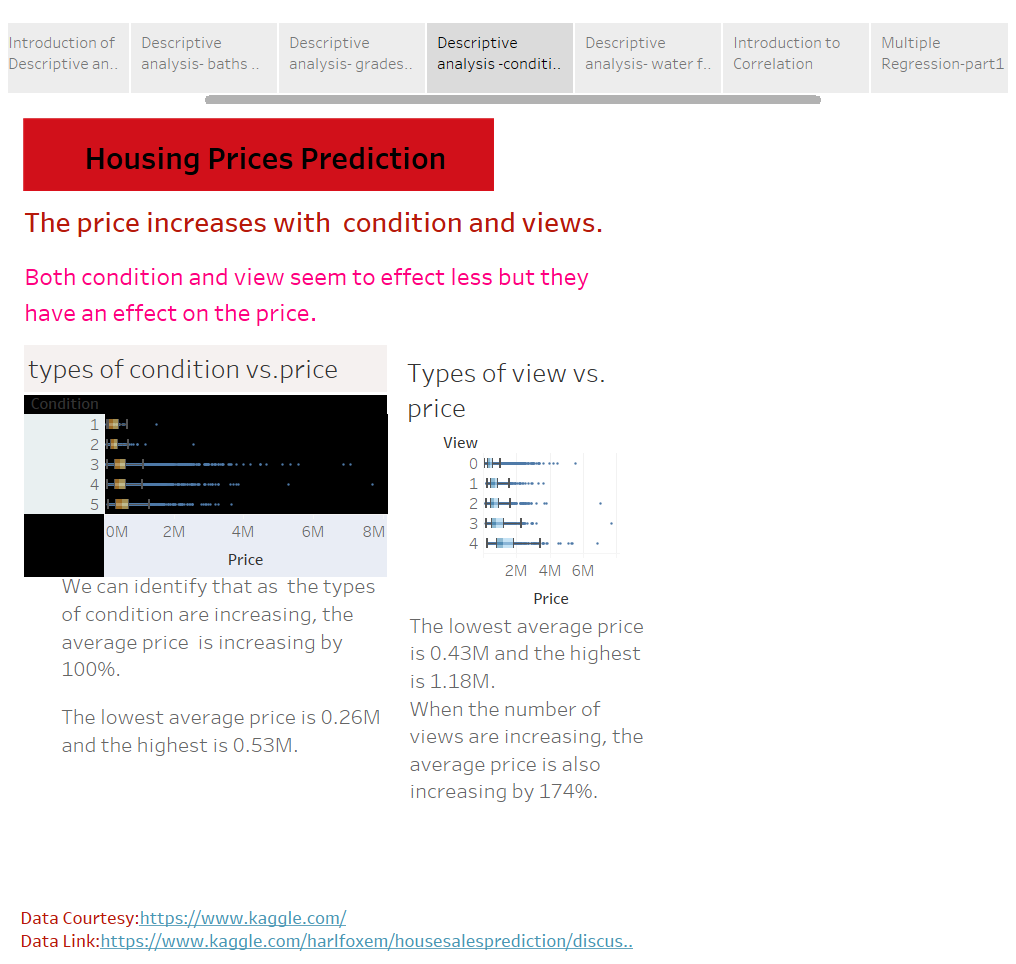 Introduction of
Descriptive an..
Descriptive
analysis- baths ..
Descriptive
analysis- grades..
Descriptive
analysis -conditi..
Descriptive
analysis- water f..
Introduction to
Correlation
Multiple
Regression-part1
Housing Prices Prediction
The price increases with  condition and views.
Both condition and view seem to effect less but they
have an effect on the price.
types of condition vs.price
Condition
1
2
3
4
5
0M 2M 4M 6M 8M
Price
We can identify that as  the types
of condition are increasing, the
average price  is increasing by
100%.
The lowest average price is 0.26M
and the highest is 0.53M.
Types of view vs.
price
View
0
1
2
3
4
2M 4M 6M
Price
The lowest average price
is 0.43M and the highest
is 1.18M.
When the number of
views are increasing, the
average price is also
increasing by 174%.
Data Courtesy:https://www.kaggle.com/
Data Link:https://www.kaggle.com/harlfoxem/housesalesprediction/discus..